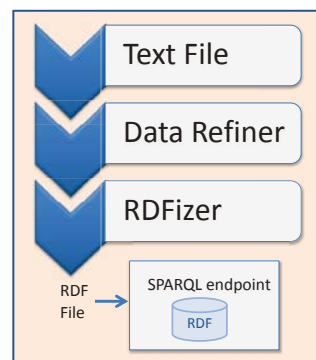 Text File
Data Refiner
RDFizer
RDF
File
SPARQL endpoint
RDF